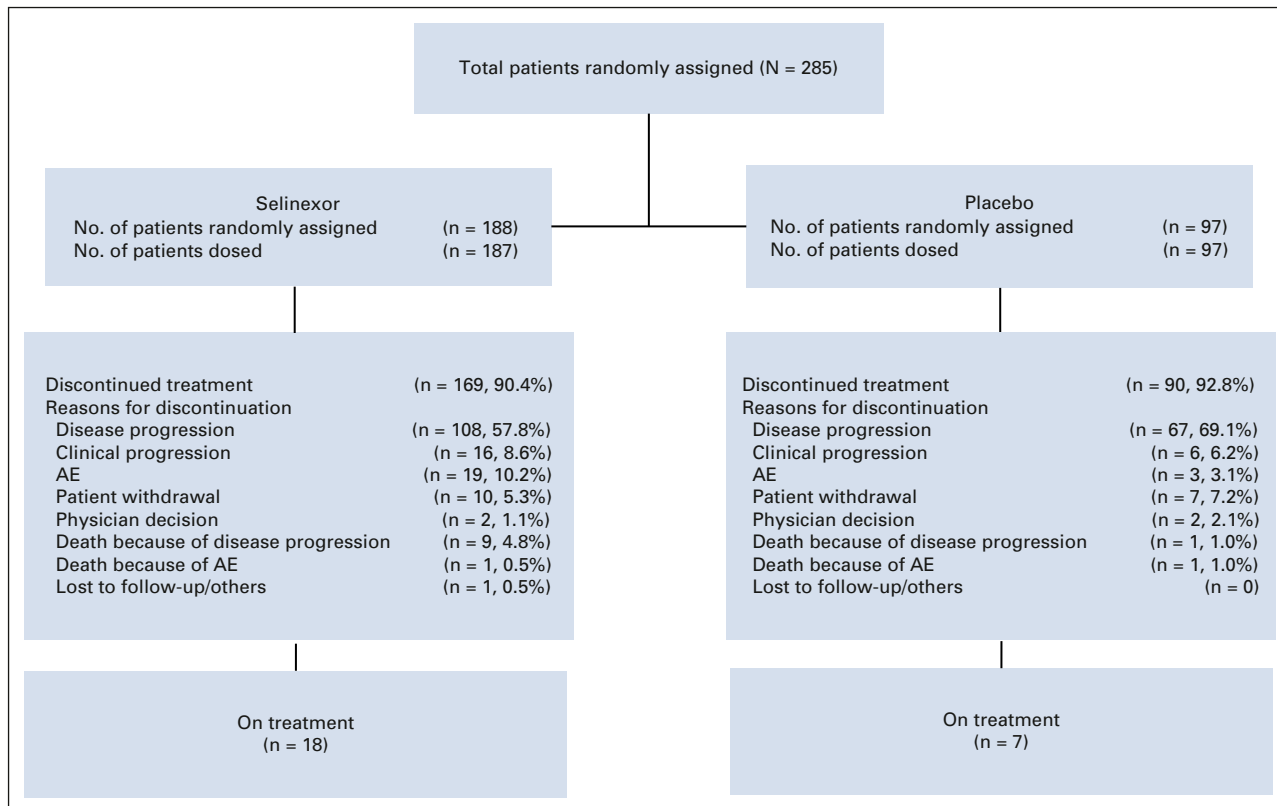 Total patients randomly assigned (N = 285)
Selinexor
No. of patients randomly assigned (n = 188)
No. of patients dosed (n = 187)
Placebo
No. of patients randomly assigned (n = 97)
No. of patients dosed (n = 97)
Discontinued treatment (n = 169, 90.4%)
Reasons for discontinuation
Disease progression (n = 108, 57.8%)
Clinical progression (n = 16, 8.6%)
AE (n = 19, 10.2%)
Patient withdrawal (n = 10, 5.3%)
Physician decision (n = 2, 1.1%)
Death because of disease progression (n = 9, 4.8%)
Death because of AE (n = 1, 0.5%)
Lost to follow-up/others (n = 1, 0.5%)
Discontinued treatment (n = 90, 92.8%)
Reasons for discontinuation
Disease progression (n = 67, 69.1%)
Clinical progression (n = 6, 6.2%)
AE (n = 3, 3.1%)
Patient withdrawal (n = 7, 7.2%)
Physician decision (n = 2, 2.1%)
Death because of disease progression (n = 1, 1.0%)
Death because of AE (n = 1, 1.0%)
Lost to follow-up/others (n = 0)
On treatment
(n = 18)
On treatment
(n = 7)